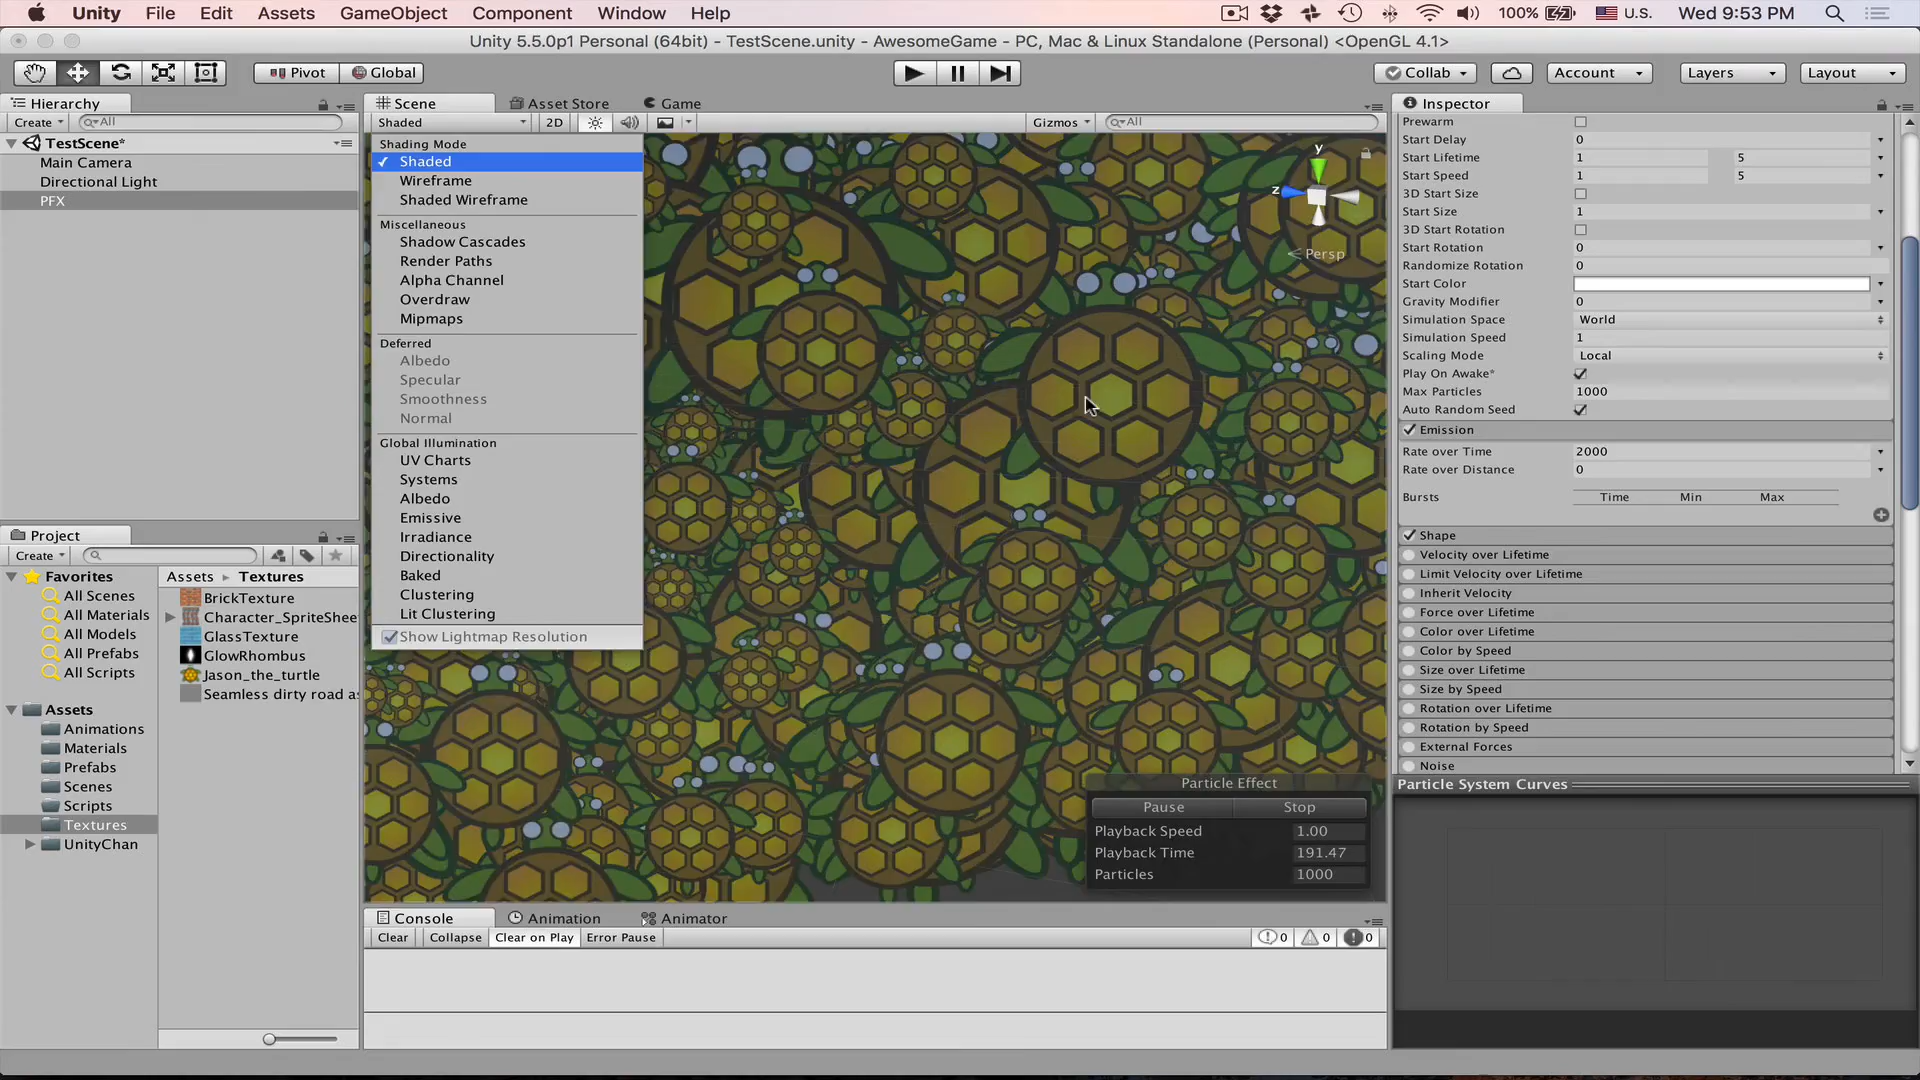 Unity File Edit Assets GameObject Component Window Help 100% U.S. Wed 9:53 PM
Unity 5.5.0p1 Personal (64bit) - TestScene.unity - AwesomeGame - PC, Mac & Linux Standalone (Personal) <OpenGL 4.1>
Pivot Global Collab Account Layers Layout
Hierarchy
Create All
TestScene*
Main Camera
Directional Light
PFX
Scene Asset Store Game
Shaded 2D Gizmos All
Shading Mode
Shaded
Wireframe
Shaded Wireframe
Miscellaneous
Shadow Cascades
Render Paths
Alpha Channel
Overdraw
Mipmaps
Deferred
Albedo
Specular
Smoothness
Normal
Global Illumination
UV Charts
Systems
Albedo
Emissive
Irradiance
Directionality
Baked
Clustering
Lit Clustering
Show Lightmap Resolution
y
z
Persp
Particle Effect
Pause Stop
Playback Speed 1.00
Playback Time 191.47
Particles 1000
Inspector
Prewarm
Start Delay 0
Start Lifetime 1 5
Start Speed 1 5
3D Start Size
Start Size 1
3D Start Rotation
Start Rotation 0
Randomize Rotation 0
Start Color
Gravity Modifier 0
Simulation Space World
Simulation Speed 1
Scaling Mode Local
Play On Awake*
Max Particles 1000
Auto Random Seed
Emission
Rate over Time 2000
Rate over Distance 0
Bursts Time Min Max
Shape
Velocity over Lifetime
Limit Velocity over Lifetime
Inherit Velocity
Force over Lifetime
Color over Lifetime
Color by Speed
Size over Lifetime
Size by Speed
Rotation over Lifetime
Rotation by Speed
External Forces
Noise
Particle System Curves
Project
Create
Favorites
All Scenes
All Materials
All Models
All Prefabs
All Scripts
Assets
Animations
Materials
Prefabs
Scenes
Scripts
Textures
UnityChan
Assets Textures
BrickTexture
Character_SpriteShee
GlassTexture
GlowRhombus
Jason_the_turtle
Seamless dirty road as
Console Animation Animator
Clear Collapse Clear on Play Error Pause 0 0 0